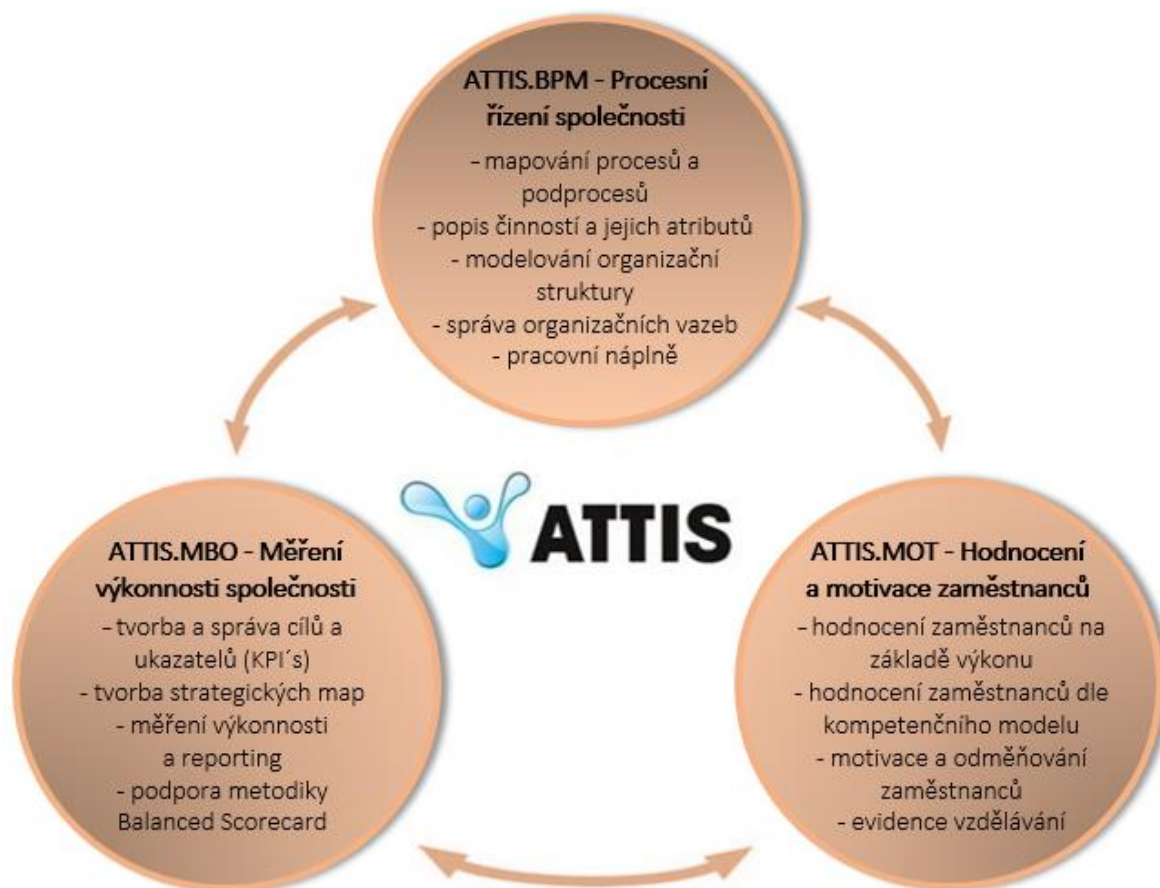 ATTIS.BPM - Procesní
řízení společnosti
- mapování procesů a
podprocesů
- popis činností a jejich atributů
- modelování organizační
struktury
- správa organizačních vazeb
- pracovní náplně
ATTIS
ATTIS.MBO - Měření
výkonnosti společnosti
- tvorba a správa cílů a
ukazatelů (KPI´s)
- tvorba strategických map
- měření výkonnosti
a reporting
- podpora metodiky
Balanced Scorecard
ATTIS.MOT - Hodnocení
a motivace zaměstnanců
- hodnocení zaměstnanců na
základě výkonu
- hodnocení zaměstnanců dle
kompetenčního modelu
- motivace a odměňování
zaměstnanců
- evidence vzdělávání